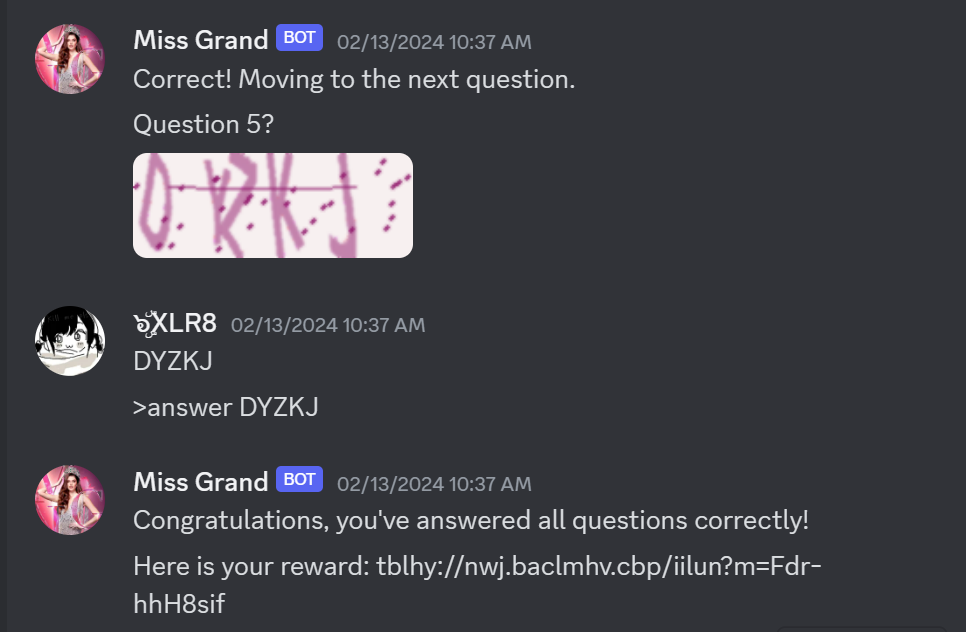 Miss Grand BOT 02/13/2024 10:37 AM
Correct! Moving to the next question.
Question 5?
XLR8 02/13/2024 10:37 AM
DYZKJ
>answer DYZKJ
Miss Grand BOT 02/13/2024 10:37 AM
Congratulations, you've answered all questions correctly!
Here is your reward: tblhy://nwj.baclmhv.cbp/iilun?m=Fdr-
hhH8sif